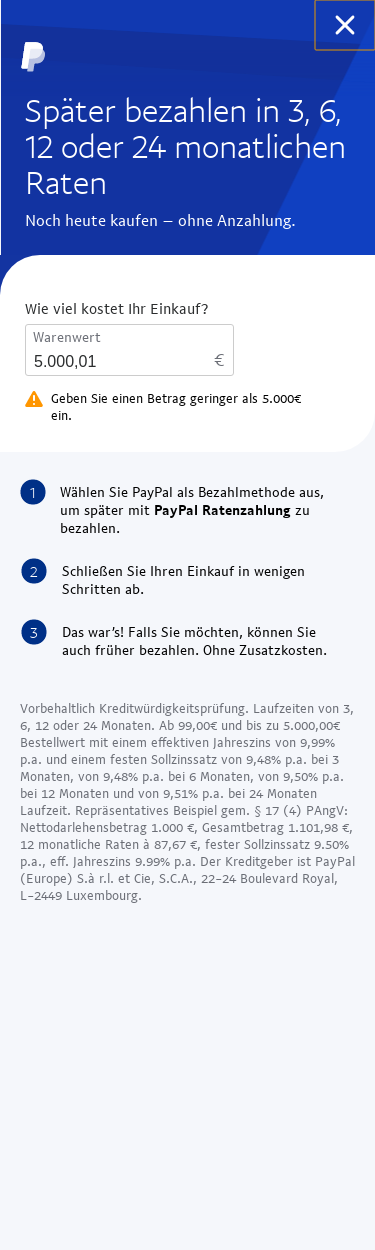 Später bezahlen in 3, 6,
12 oder 24 monatlichen
Raten
Noch heute kaufen – ohne Anzahlung.
Wie viel kostet Ihr Einkauf?
Warenwert
5.000,01 €
Geben Sie einen Betrag geringer als 5.000€
ein.
1 Wählen Sie PayPal als Bezahlmethode aus,
um später mit PayPal Ratenzahlung zu
bezahlen.
2 Schließen Sie Ihren Einkauf in wenigen
Schritten ab.
3 Das war's! Falls Sie möchten, können Sie
auch früher bezahlen. Ohne Zusatzkosten.
Vorbehaltlich Kreditwürdigkeitsprüfung. Laufzeiten von 3,
6, 12 oder 24 Monaten. Ab 99,00€ und bis zu 5.000,00€
Bestellwert mit einem effektiven Jahreszins von 9,99%
p.a. und einem festen Sollzinssatz von 9,48% p.a. bei 3
Monaten, von 9,48% p.a. bei 6 Monaten, von 9,50% p.a.
bei 12 Monaten und von 9,51% p.a. bei 24 Monaten
Laufzeit. Repräsentatives Beispiel gem. § 17 (4) PAngV:
Nettodarlehensbetrag 1.000 €, Gesamtbetrag 1.101,98 €,
12 monatliche Raten à 87,67 €, fester Sollzinssatz 9.50%
p.a., eff. Jahreszins 9.99% p.a. Der Kreditgeber ist PayPal
(Europe) S.à r.l. et Cie, S.C.A., 22-24 Boulevard Royal,
L-2449 Luxembourg.